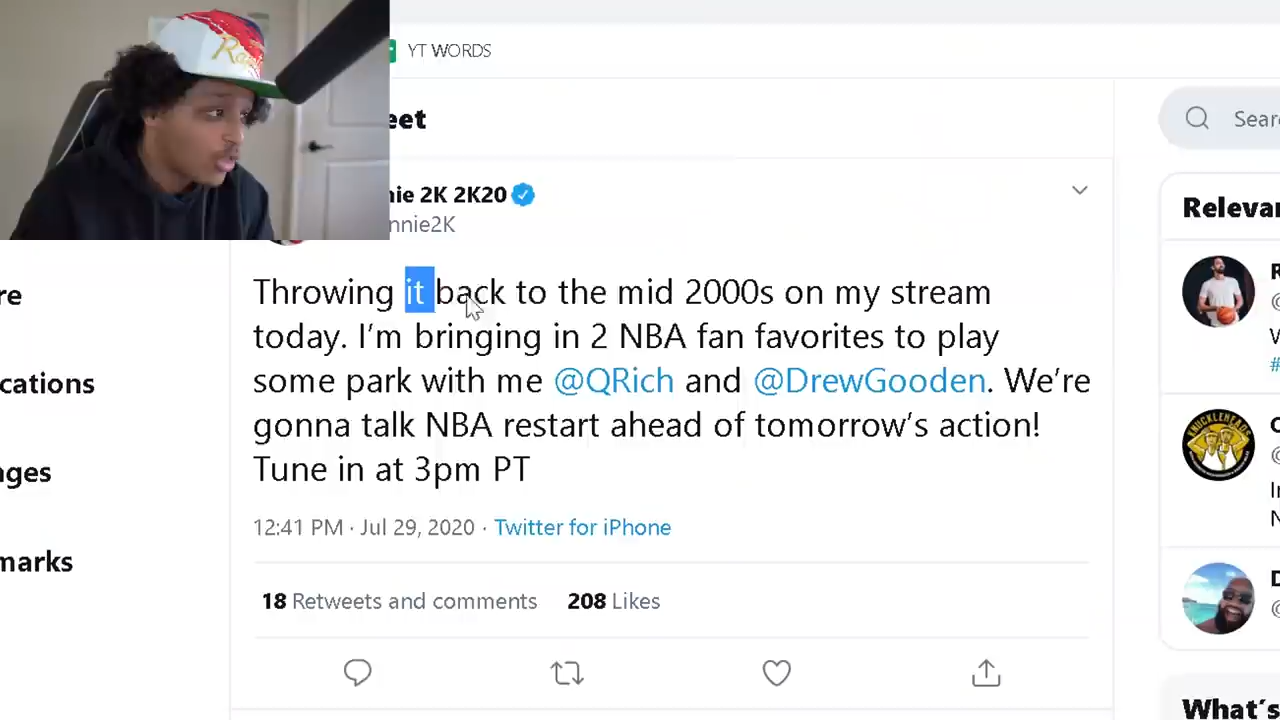 YT WORDS
eet
nie 2K 2K20
nnie2K
Throwing it back to the mid 2000s on my stream
today. I’m bringing in 2 NBA fan favorites to play
some park with me @QRich and @DrewGooden. We’re
gonna talk NBA restart ahead of tomorrow’s action!
Tune in at 3pm PT
12:41 PM · Jul 29, 2020 · Twitter for iPhone
18 Retweets and comments 208 Likes
re
cations
ages
marks
Sear
Relevan
What’s
KNUCKLEHEADS